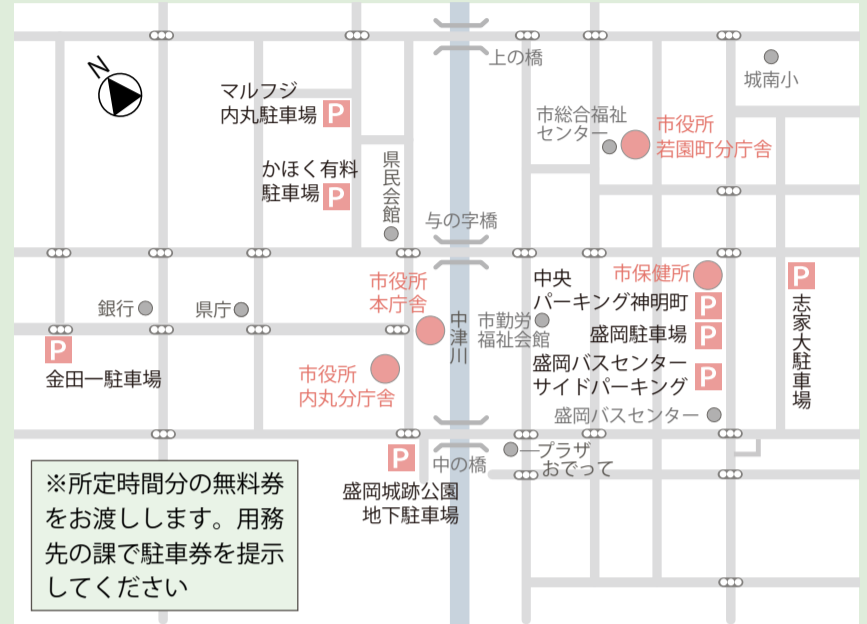 N
上の橋
城南小
マルフジ
内丸駐車場 P
市総合福祉
センター
市役所
若園町分庁舎
かほく有料
駐車場 P
県民会館
与の字橋
市役所
本庁舎
中央
パーキング神明町 P
市保健所
P
志家大駐車場
銀行
県庁
中津川
市勤労
福祉会館
盛岡駐車場 P
P
金田一駐車場
市役所
内丸分庁舎
盛岡バスセンター
サイドパーキング P
盛岡バスセンター
P
盛岡城跡公園
地下駐車場
中の橋
プラザ
おでって
※所定時間分の無料券
をお渡しします。用務
先の課で駐車券を提示
してください